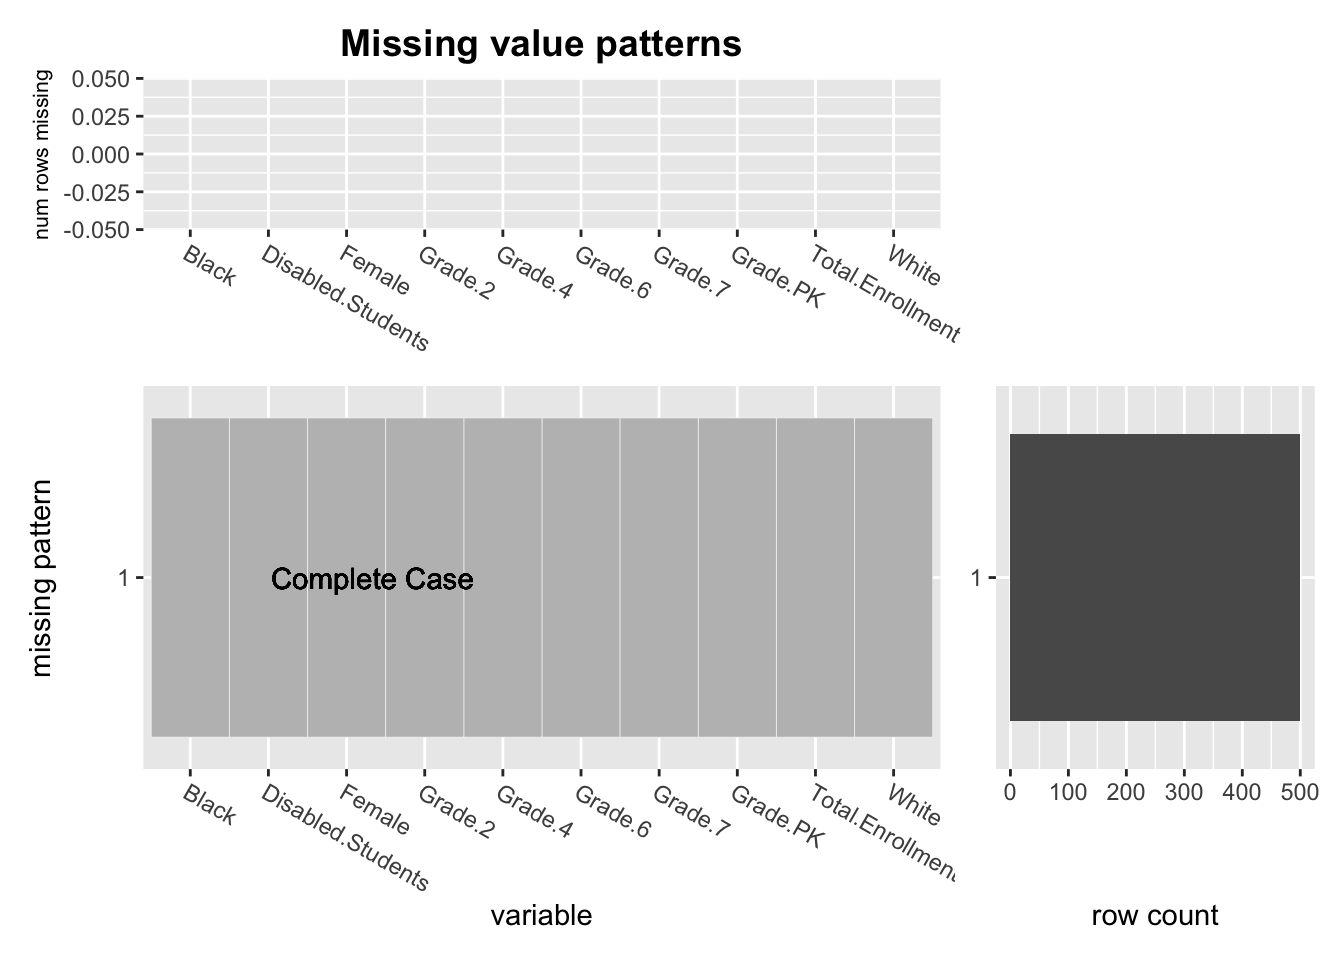 Missing value patterns
num rows missing
0.050
0.025
0.000
-0.025
-0.050
Black
Disabled.Students
Female
Grade.2
Grade.4
Grade.6
Grade.7
Grade.PK
Total.Enrollment
White
missing pattern
1
Complete Case
Black
Disabled.Students
Female
Grade.2
Grade.4
Grade.6
Grade.7
Grade.PK
Total.Enrollment
White
variable
1
0 100 200 300 400 500
row count